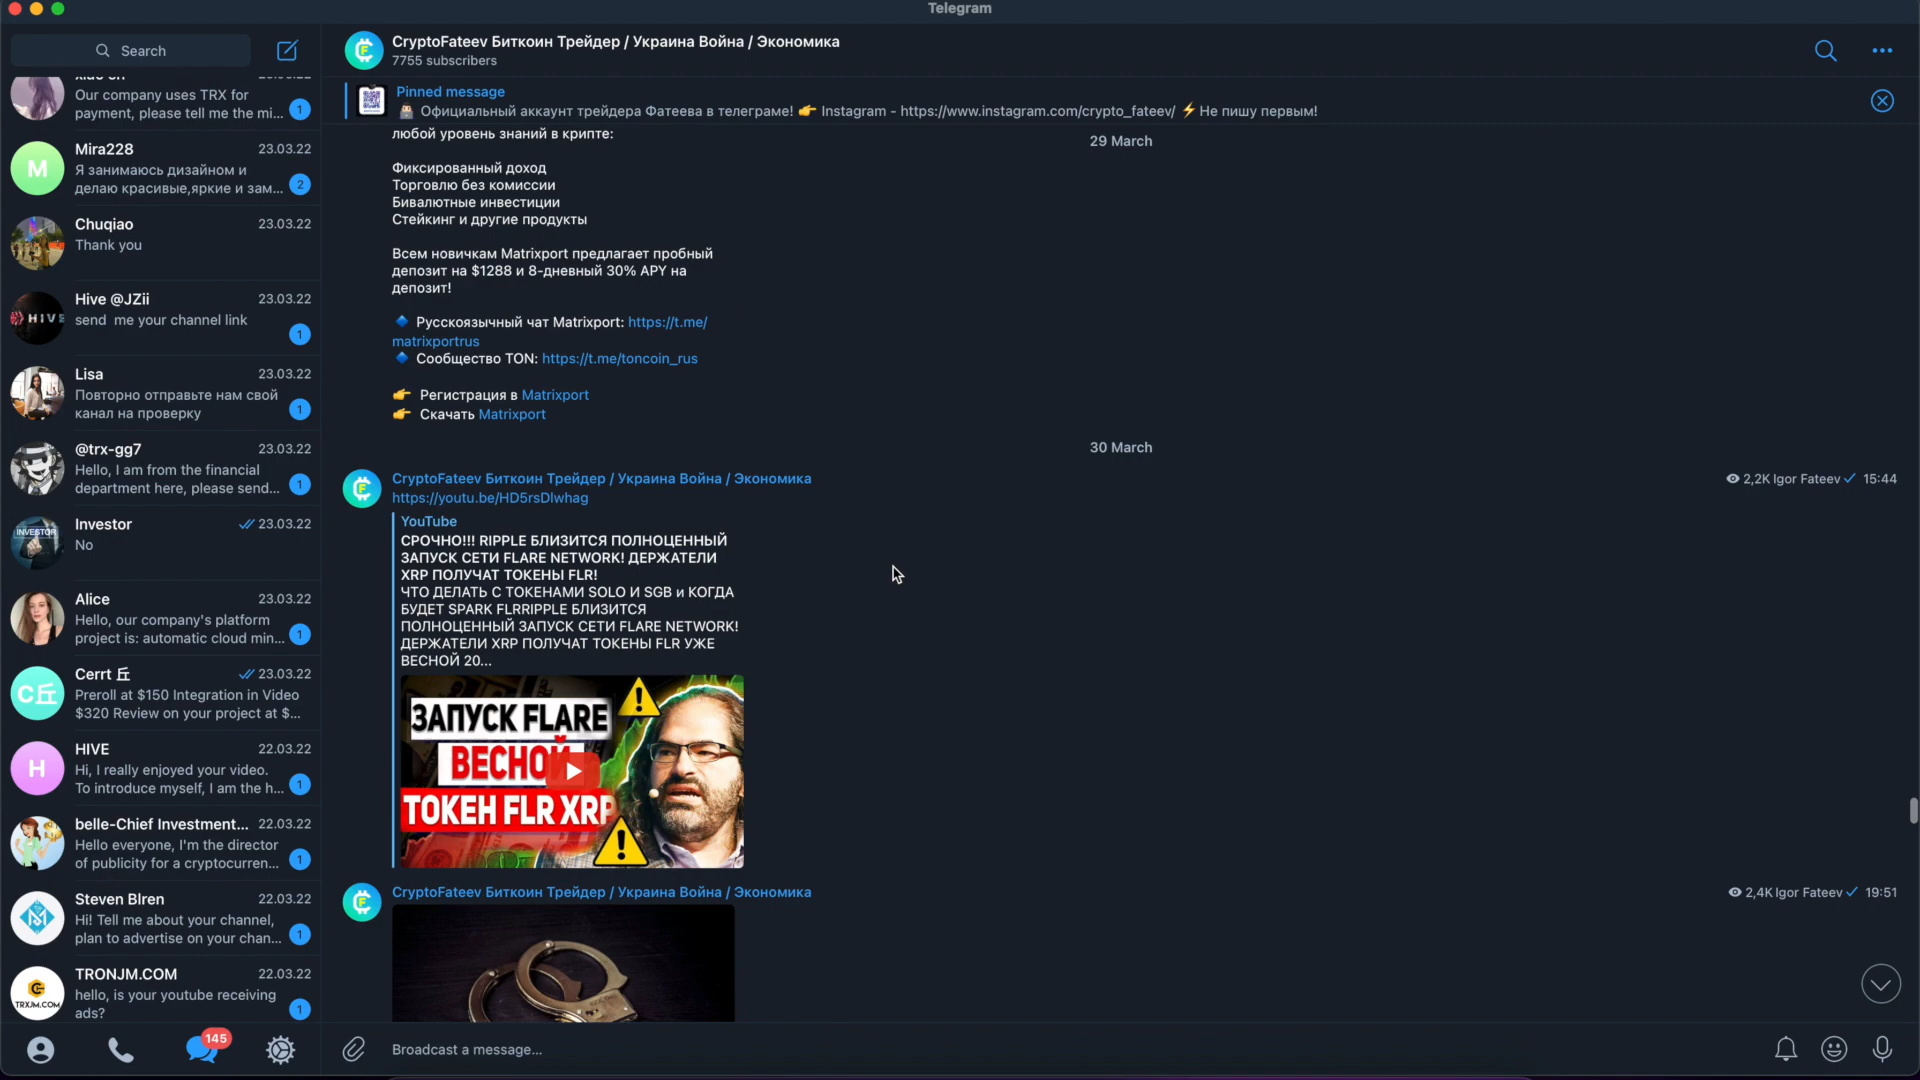 Telegram
Search
Our company uses TRX for
payment, please tell me the mi...
1
Mira228
23.03.22
Я занимаюсь дизайном и
делаю красивые,яркие и зам...
2
Chuqiao
23.03.22
Thank you
Hive @JZii
23.03.22
send  me your channel link
1
Lisa
23.03.22
Повторно отправьте нам свой
канал на проверку
1
@trx-gg7
23.03.22
Hello, I am from the financial
department here, please send...
1
INVESTOR
Investor
23.03.22
No
Alice
23.03.22
Hello, our company's platform
project is: automatic cloud min...
1
C丘
Cerrt 丘
23.03.22
Preroll at $150 Integration in Video
$320 Review on your project at $...
H
HIVE
22.03.22
Hi, I really enjoyed your video.
To introduce myself, I am the h...
1
belle-Chief Investment...
22.03.22
Hello everyone, I'm the director
of publicity for a cryptocurren...
1
Steven Blren
22.03.22
Hi! Tell me about your channel,
plan to advertise on your chan...
1
TRXJM.COM
TRONJM.COM
22.03.22
hello, is your youtube receiving
ads?
1
145
CryptoFateev Биткоин Трейдер / Украина Война / Экономика
7755 subscribers
Pinned message
Официальный аккаунт трейдера Фатеева в телеграме! 👉 Instagram - https://www.instagram.com/crypto_fateev/ ⚡Не пишу первым!
любой уровень знаний в крипте:
29 March
Фиксированный доход
Торговлю без комиссии
Бивалютные инвестиции
Стейкинг и другие продукты
Всем новичкам Matrixport предлагает пробный
депозит на $1288 и 8-дневный 30% APY на
депозит!
🔹 Русскоязычный чат Matrixport: https://t.me/
matrixportrus
🔹 Сообщество TON: https://t.me/toncoin_rus
👉 Регистрация в Matrixport
👉 Скачать Matrixport
30 March
CryptoFateev Биткоин Трейдер / Украина Война / Экономика
2,2K Igor Fateev 15:44
https://youtu.be/HD5rsDlwhag
YouTube
СРОЧНО!!! RIPPLE БЛИЗИТСЯ ПОЛНОЦЕННЫЙ
ЗАПУСК СЕТИ FLARE NETWORK! ДЕРЖАТЕЛИ
XRP ПОЛУЧАТ ТОКЕНЫ FLR!
ЧТО ДЕЛАТЬ С ТОКЕНАМИ SOLO И SGB и КОГДА
БУДЕТ SPARK FLRRIPPLE БЛИЗИТСЯ
ПОЛНОЦЕННЫЙ ЗАПУСК СЕТИ FLARE NETWORK!
ДЕРЖАТЕЛИ XRP ПОЛУЧАТ ТОКЕНЫ FLR УЖЕ
ВЕСНОЙ 20...
ЗАПУСК FLARE
ВЕСНОЙ
ТОКЕН FLR XRP
CryptoFateev Биткоин Трейдер / Украина Война / Экономика
2,4K Igor Fateev 19:51
Broadcast a message...